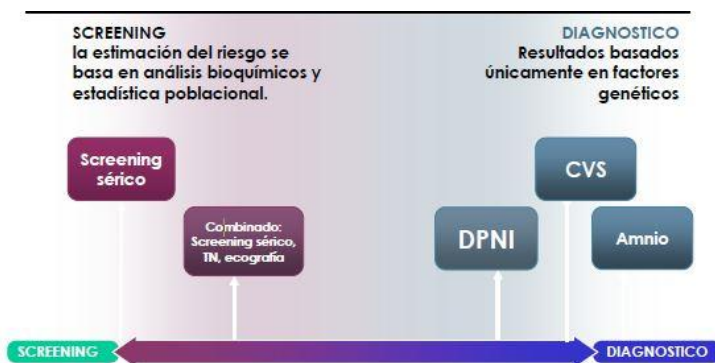 SCREENING
la estimación del riesgo se
basa en análisis bioquímicos y
estadística poblacional.
DIAGNOSTICO
Resultados basados
únicamente en factores
genéticos
Screening
sérico
Combinado:
Screening sérico,
TN, ecografía
DPNI
CVS
Amnio
SCREENING
DIAGNOSTICO